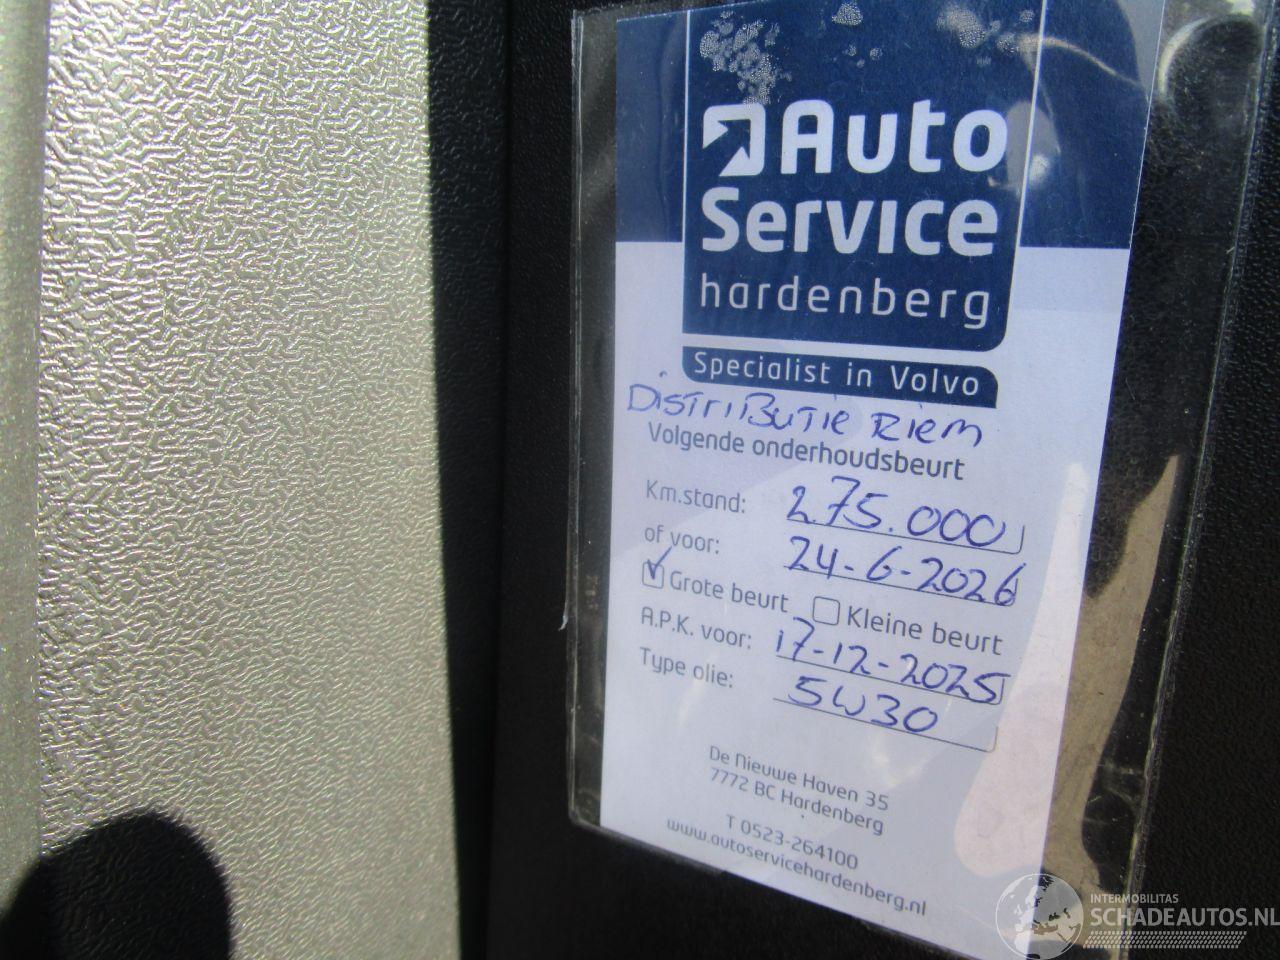 Auto
Service
hardenberg
Specialist in Volvo
DISTRIBUTIE RIEM
Volgende onderhoudsbeurt
Km.stand: 275.000
of voor: 24-6-2026
Grote beurt Kleine beurt
A.P.K. voor: 17-12-2025
Type olie: 5W30
De Nieuwe Haven 35
7772 BC Hardenberg
T 0523-264100
www.autoservicehardenberg.nl
INTERMOBILITAS
SCHADEAUTOS.NL